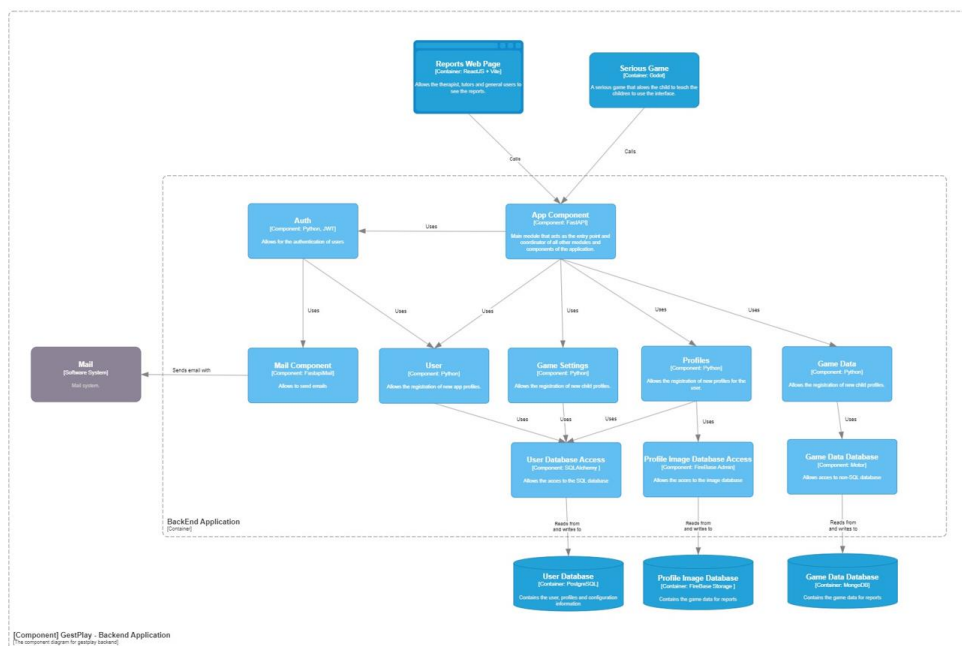 Reports Web Page
[Container: ReactJS + Vite]
Allows the therapist, tutors and general users to
see the reports.
Serious Game
[Container: Godot]
A serious game that allows the child to teach the
children to use the interface.
Calls
Calls
Auth
[Component: Python, JWT]
Allows for the authentication of users
App Component
[Component: FastAPI]
Main module that acts as the entry point and
coordinator of all other modules and
components of the application.
Uses
Uses
Uses
Uses
Uses
Uses
Uses
Mail
[Software System]
Mail system.
Sends email with
Mail Component
[Component: FastapiMail]
Allows to send emails
User
[Component: Python]
Allows the registration of new app profiles.
Game Settings
[Component: Python]
Allows the registration of new child profiles.
Profiles
[Component: Python]
Allows the registration of new profiles for the
user.
Game Data
[Component: Python]
Allows the registration of new child profiles.
Uses
Uses
Uses
Uses
Uses
User Database Access
[Component: SQLAlchemy ]
Allows the acces to the SQL database
Profile Image Database Access
[Component: FireBase Admin]
Allows the acces to the image database
Game Data Database
[Component: Motor]
Allows acces to non-SQL database
BackEnd Application
[Container]
Reads from
and writes to
Reads from
and writes to
Reads from
and writes to
User Database
[Container: PostgreSQL]
Contains the user, profiles and configuration
information
Profile Image Database
[Container: FireBase Storage ]
Contains the game data for reports
Game Data Database
[Container: MongoDB]
Contains the game data for reports
[Component] GestPlay - Backend Application
[The component diagram for gestplay backend]